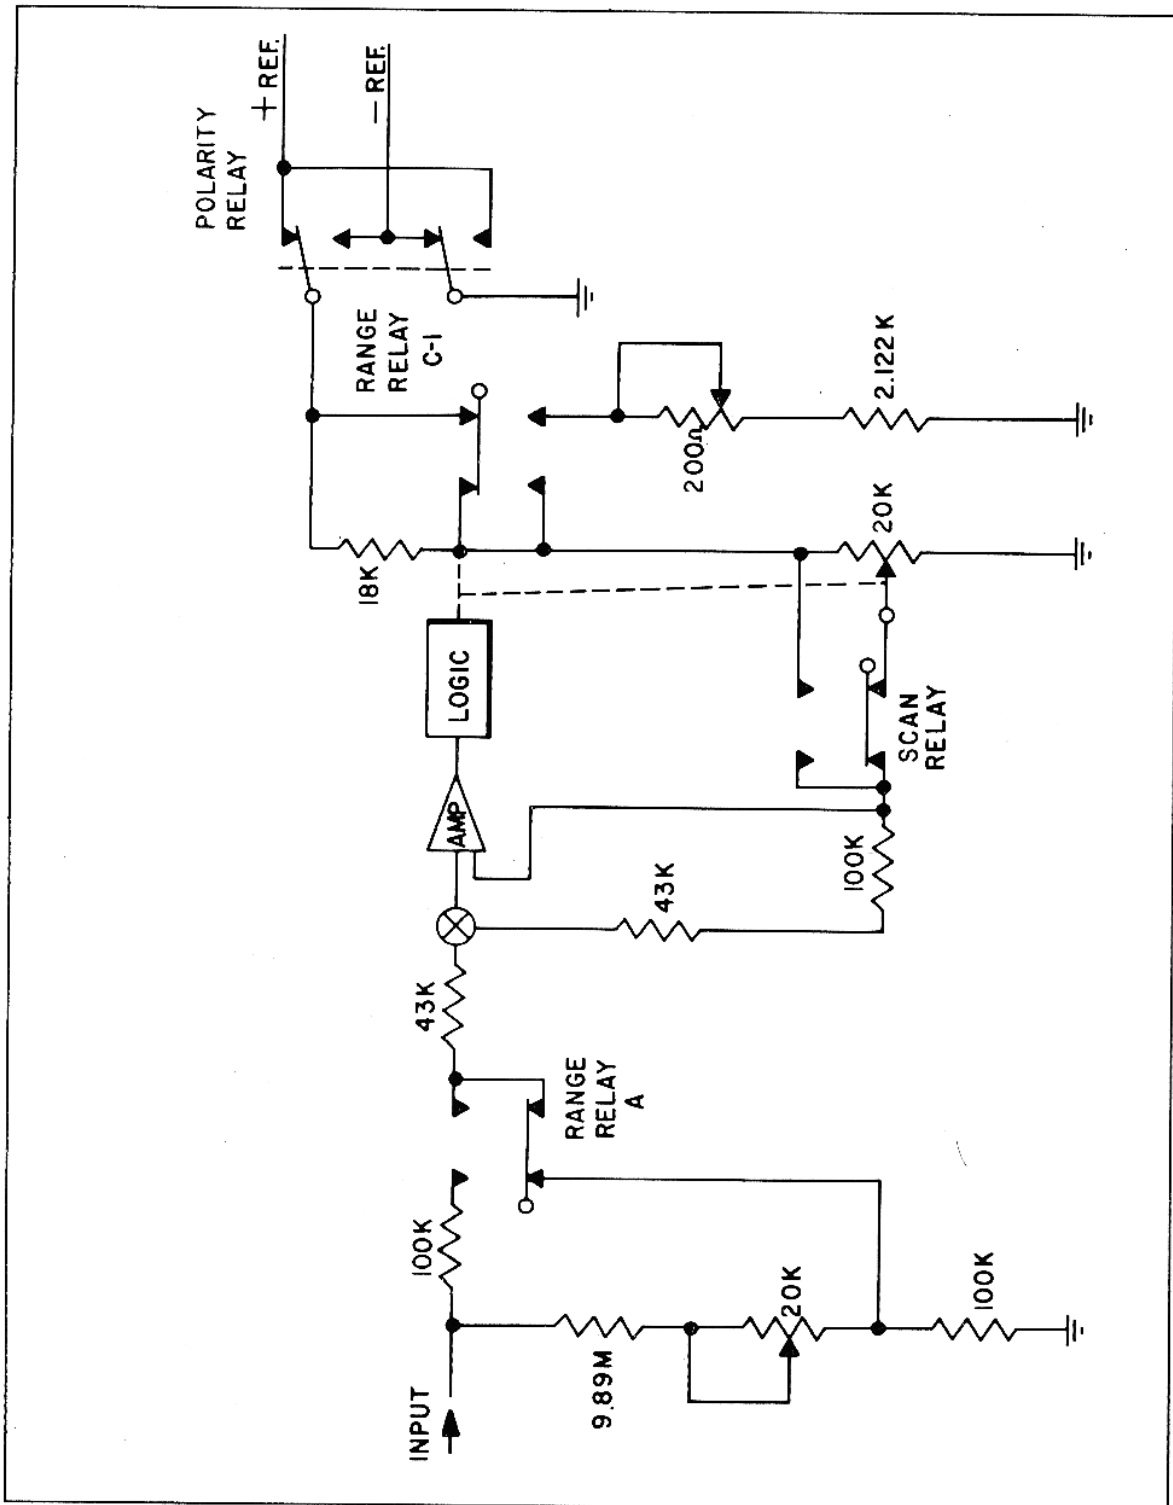 INPUT
100K
9.89M
20K
100K
RANGE
RELAY
A
43K
43K
100K
AMP
LOGIC
SCAN
RELAY
18K
20K
200Ω
2.122K
RANGE
RELAY
C-1
POLARITY
RELAY
+ REF.
- REF.